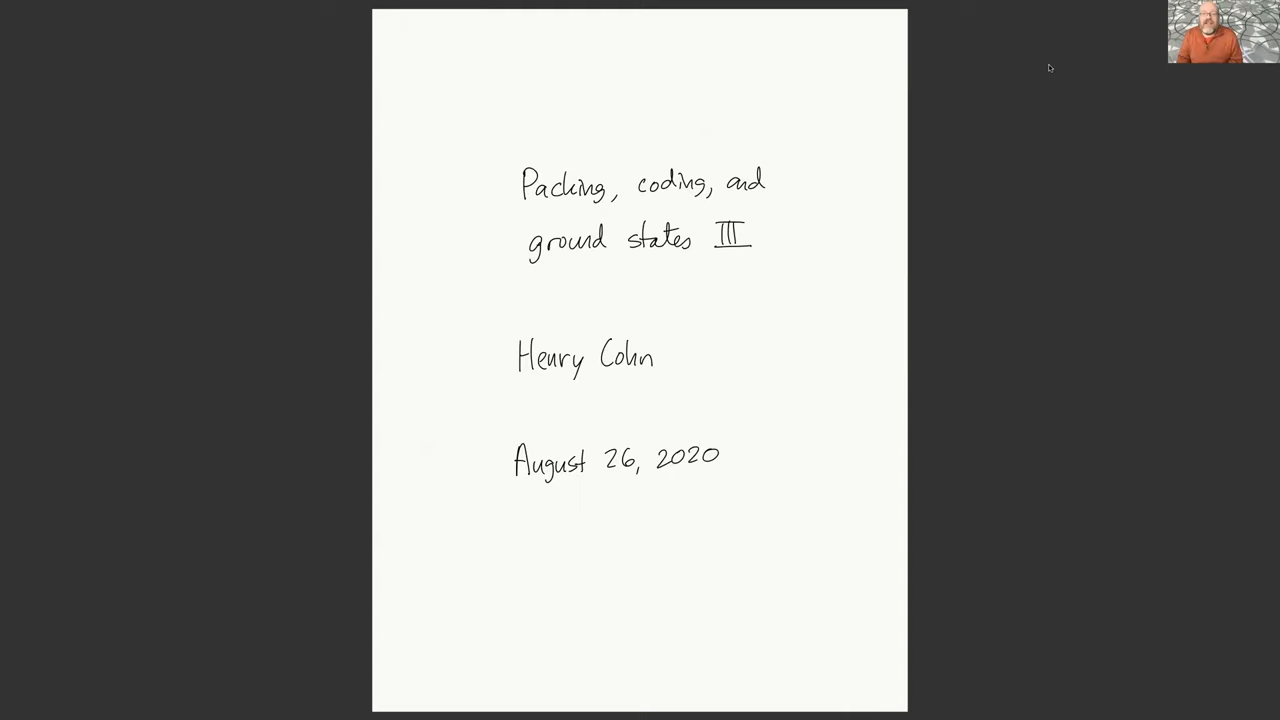 Packing, coding, and
ground states III
Henry Cohn
August 26, 2020